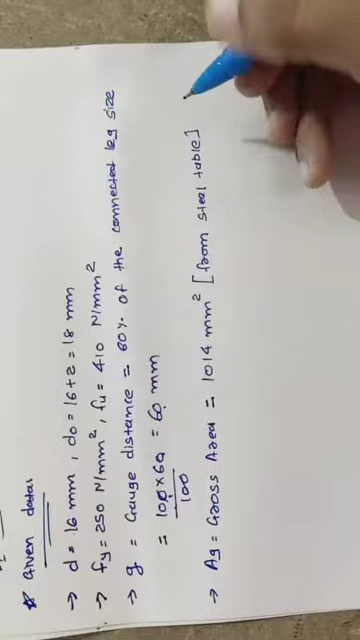 * Given data:
→ d = 16 mm, do = 16+2 = 18 mm
→ fy = 250 N/mm², fu = 410 N/mm²
→ g = Gauge distance = 60% of the connected leg size
= 100×60/100 = 60 mm
→ Ag = Gross Area = 1014 mm² [from steel table]